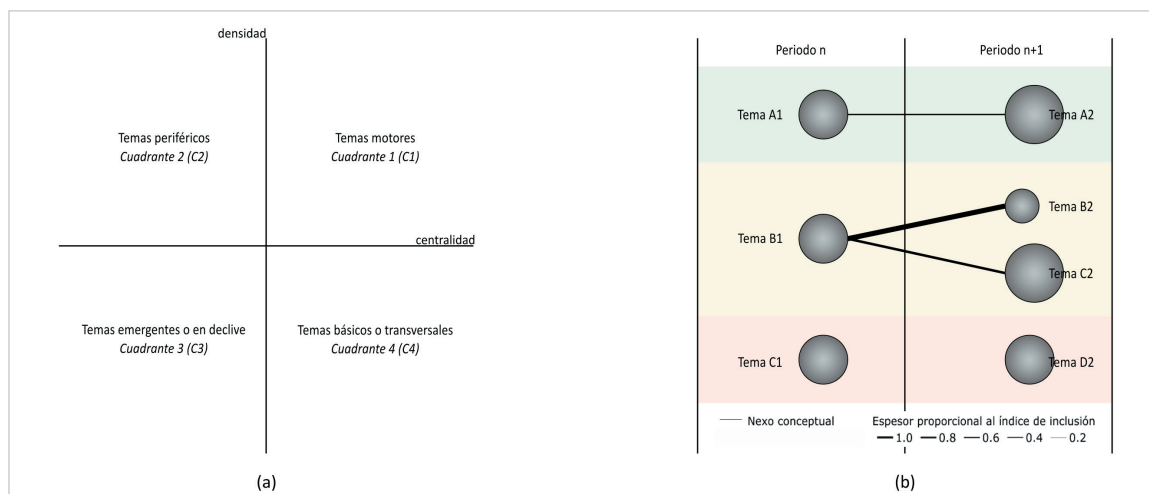 densidad
Temas periféricos
Cuadrante 2 (C2)
Temas motores
Cuadrante 1 (C1)
centralidad
Temas emergentes o en declive
Cuadrante 3 (C3)
Temas básicos o transversales
Cuadrante 4 (C4)
(a)
Periodo n
Periodo n+1
Tema A1
Tema A2
Tema B1
Tema B2
Tema C2
Tema C1
Tema D2
Nexo conceptual
Espesor proporcional al índice de inclusión
1.0 0.8 0.6 0.4 0.2
(b)